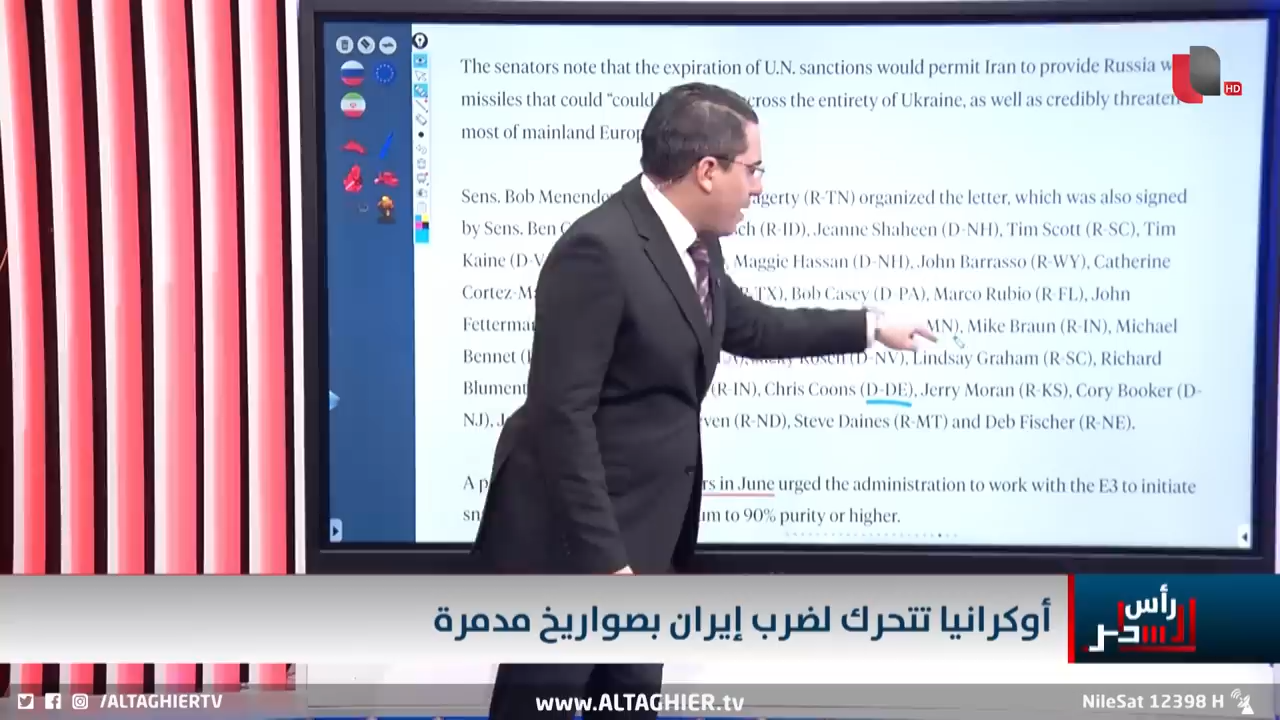 The senators note that the expiration of U.N. sanctions would permit Iran to provide Russia w
missiles that could “could cross the entirety of Ukraine, as well as credibly threaten
most of mainland Europ
Sens. Bob Menende agerty (R-TN) organized the letter, which was also signed
by Sens. Ben C sch (R-ID), Jeanne Shaheen (D-NH), Tim Scott (R-SC), Tim
Kaine (D-V , Maggie Hassan (D-NH), John Barrasso (R-WY), Catherine
Cortez-Ma R-TX), Bob Casey (D-PA), Marco Rubio (R-FL), John
Fetterman MN), Mike Braun (R-IN), Michael
Bennet ( Jacky Rosen (D-NV), Lindsay Graham (R-SC), Richard
Blument (R-IN), Chris Coons (D-DE), Jerry Moran (R-KS), Cory Booker (D-
NJ), J ven (R-ND), Steve Daines (R-MT) and Deb Fischer (R-NE).
A p rs in June urged the administration to work with the E3 to initiate
sn um to 90% purity or higher.
HD
أوكرانيا تتحرك لضرب إيران بصواريخ مدمرة
رأس
السطر
/ALTAGHIERTV
www.ALTAGHIER.tv
NileSat 12398 H